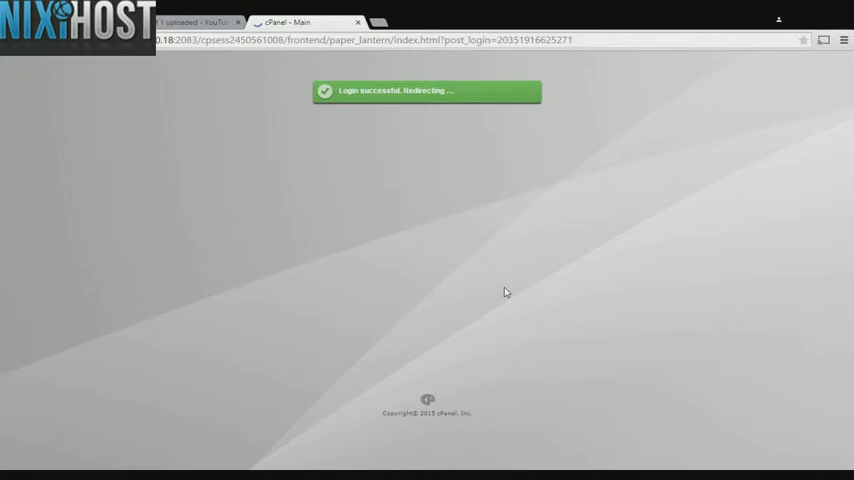 NIXIHOST
1 uploaded - YouTub
cPanel - Main
0.18:2083/cpsess2450561008/frontend/paper_lantern/index.html?post_login=20351916625271
Login successful. Redirecting ...
Copyright© 2015 cPanel, Inc.